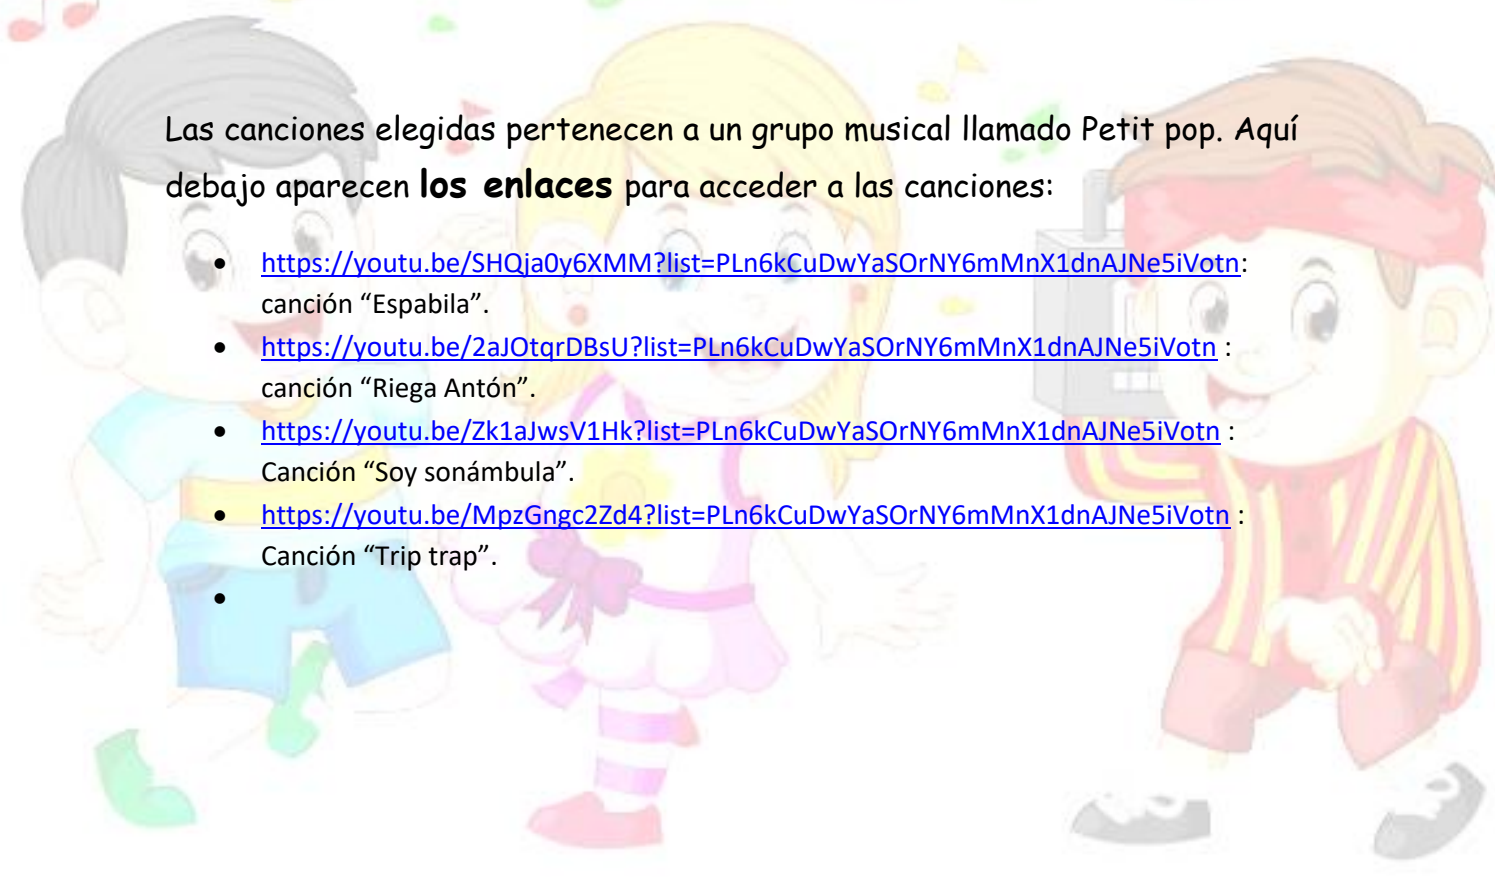 Las canciones elegidas pertenecen a un grupo musical llamado Petit pop. Aquí
debajo aparecen los enlaces para acceder a las canciones:
• https://youtu.be/SHQja0y6XMM?list=PLn6kCuDwYaSOrNY6mMnX1dnAJNe5iVotn:
canción “Espabila”.
• https://youtu.be/2aJOtqrDBsU?list=PLn6kCuDwYaSOrNY6mMnX1dnAJNe5iVotn :
canción “Riega Antón”.
• https://youtu.be/Zk1aJwsV1Hk?list=PLn6kCuDwYaSOrNY6mMnX1dnAJNe5iVotn :
Canción “Soy sonámbula”.
• https://youtu.be/MpzGngc2Zd4?list=PLn6kCuDwYaSOrNY6mMnX1dnAJNe5iVotn :
Canción “Trip trap”.
•